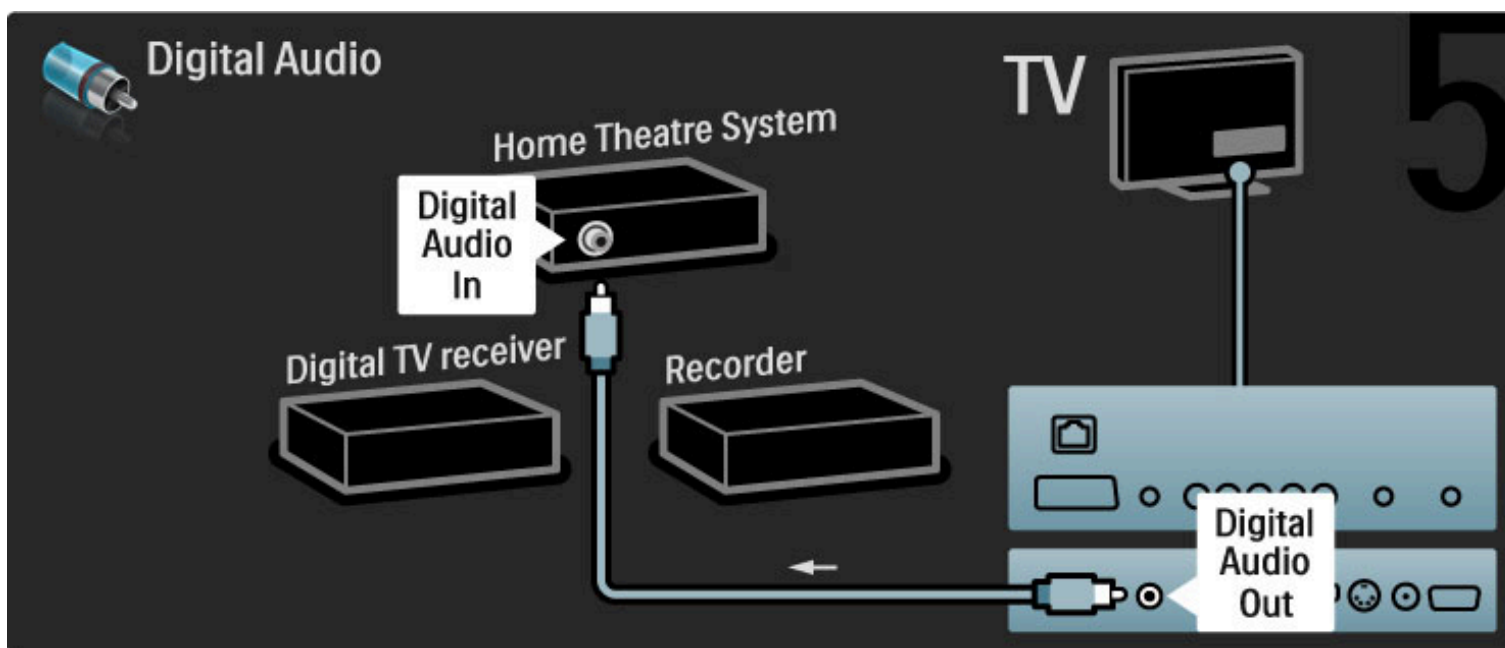 Digital Audio
TV
5
Home Theatre System
Digital
Audio
In
Digital TV receiver
Recorder
Digital
Audio
Out